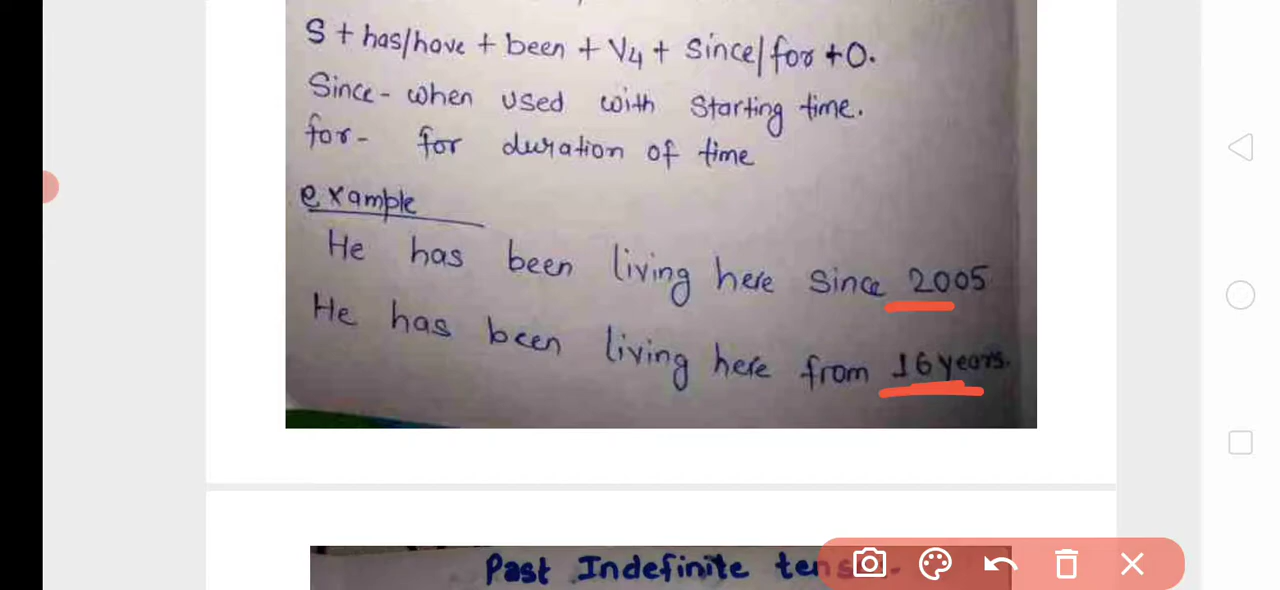 S + has/have + been + V4 + Since/for + O.
Since - when used with Starting time.
for - for duration of time
example
He has been living here Since 2005
He has been living here from 16 years.
Past Indefinite ten